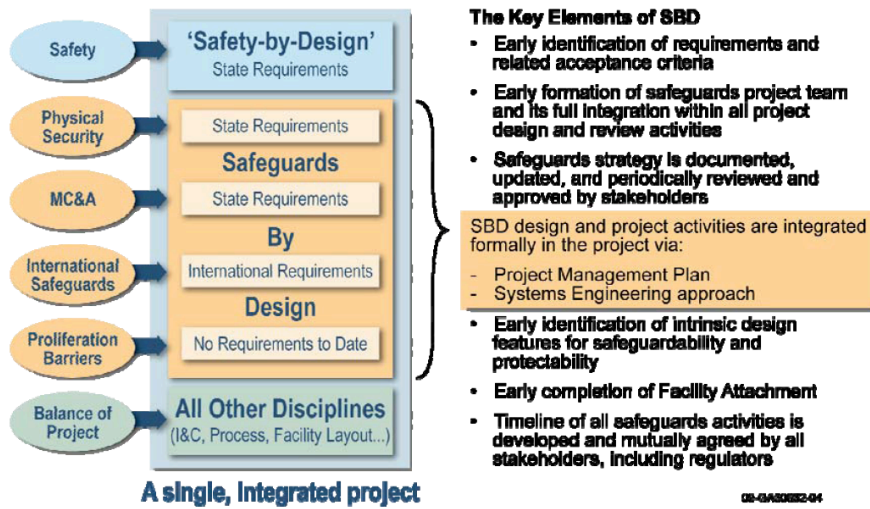 Safety
'Safety-by-Design'
State Requirements
Physical
Security
State Requirements
Safeguards
MC&A
State Requirements
By
International
Safeguards
International Requirements
Design
Proliferation
Barriers
No Requirements to Date
Balance of
Project
All Other Disciplines
(I&C, Process, Facility Layout...)
A single, integrated project
The Key Elements of SBD
• Early identification of requirements and
related acceptance criteria
• Early formation of safeguards project team
and its full integration within all project
design and review activities
• Safeguards strategy is documented,
updated, and periodically reviewed and
approved by stakeholders
SBD design and project activities are integrated
formally in the project via:
- Project Management Plan
- Systems Engineering approach
• Early identification of intrinsic design
features for safeguardability and
protectability
• Early completion of Facility Attachment
• Timeline of all safeguards activities is
developed and mutually agreed by all
stakeholders, including regulators